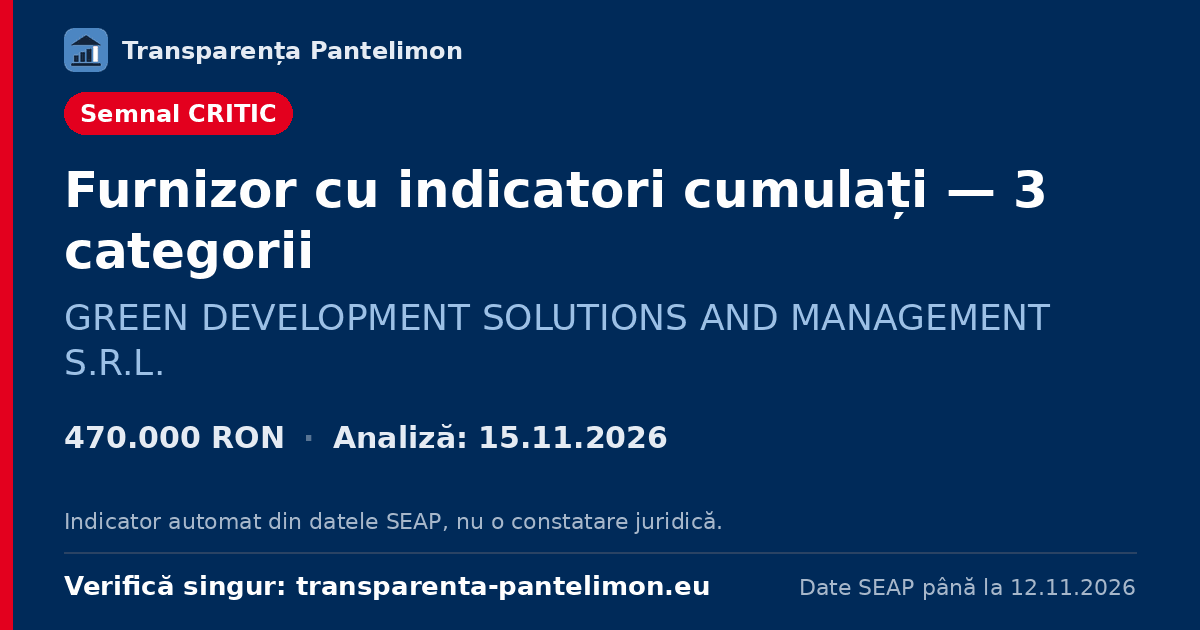 Transparența Pantelimon
Semnal CRITIC
Furnizor cu indicatori cumulați — 3
categorii
GREEN DEVELOPMENT SOLUTIONS AND MANAGEMENT
S.R.L.
470.000 RON · Analiză: 15.11.2026
Indicator automat din datele SEAP, nu o constatare juridică.
Verifică singur: transparenta-pantelimon.eu
Date SEAP până la 12.11.2026